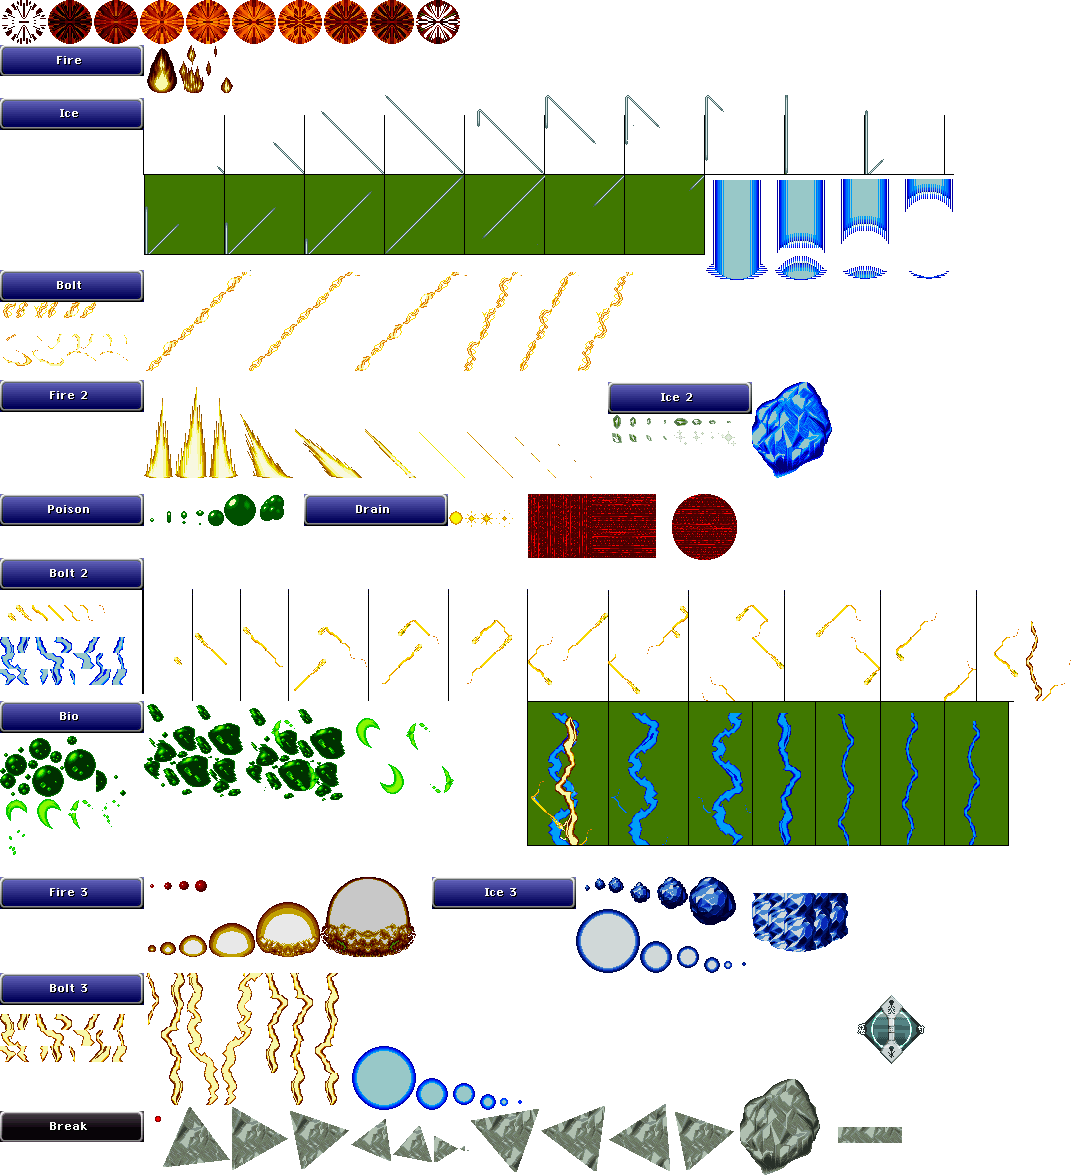 Fire
Ice
Bolt
Fire 2
Ice 2
Poison
Drain
Bolt 2
Bio
Fire 3
Ice 3
Bolt 3
Break